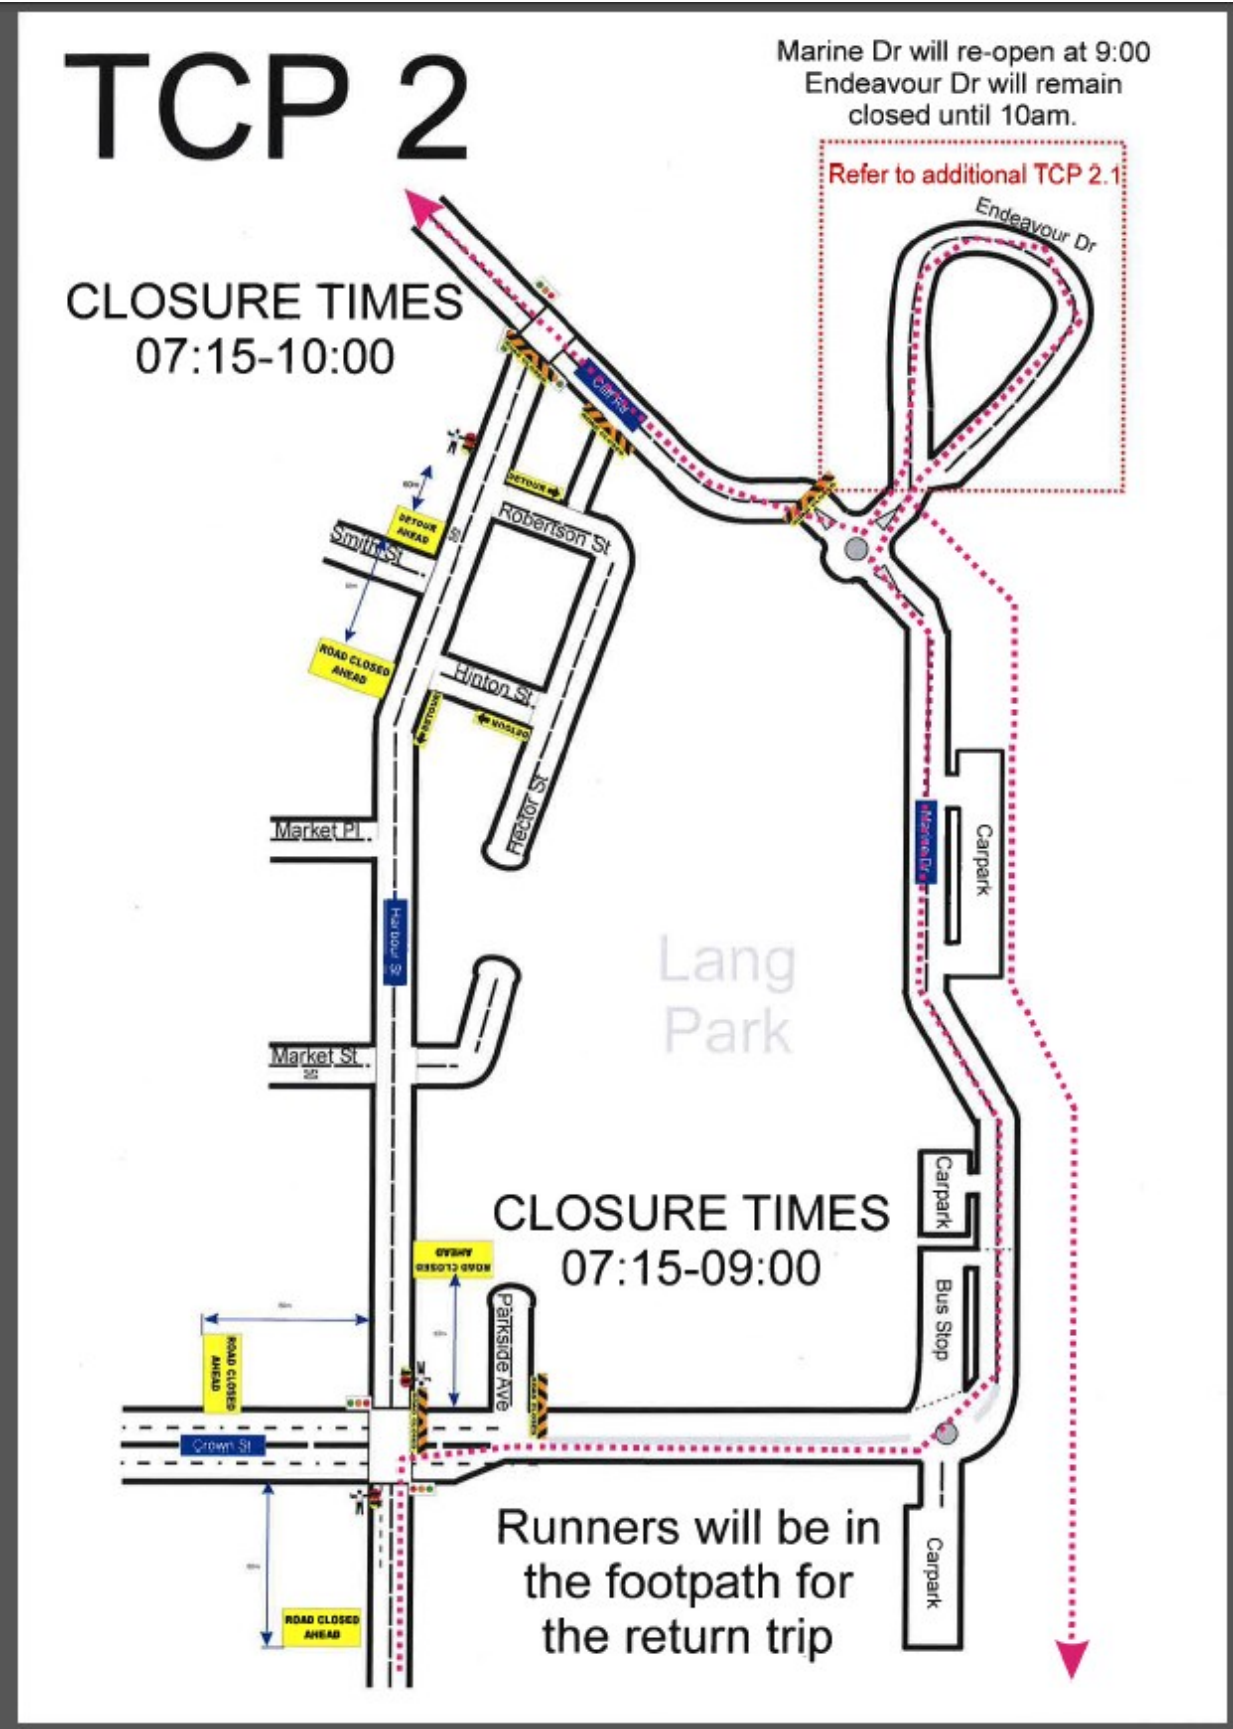 TCP 2
Marine Dr will re-open at 9:00
Endeavour Dr will remain
closed until 10am.
Refer to additional TCP 2.1
Endeavour Dr
CLOSURE TIMES
07:15-10:00
Cliff Rd
DETOUR
DETOUR
AHEAD
Robertson St
Smith St
ROAD CLOSED
AHEAD
Hinton St
DETOUR
DETOUR
Rector St
Market Pl
Marine Dr
Carpark
Harbour St
Lang
Park
Market St
Carpark
CLOSURE TIMES
07:15-09:00
ROAD CLOSED
AHEAD
Bus Stop
Parkside Ave
ROAD CLOSED
AHEAD
Crown St
Runners will be in
the footpath for
the return trip
Carpark
ROAD CLOSED
AHEAD